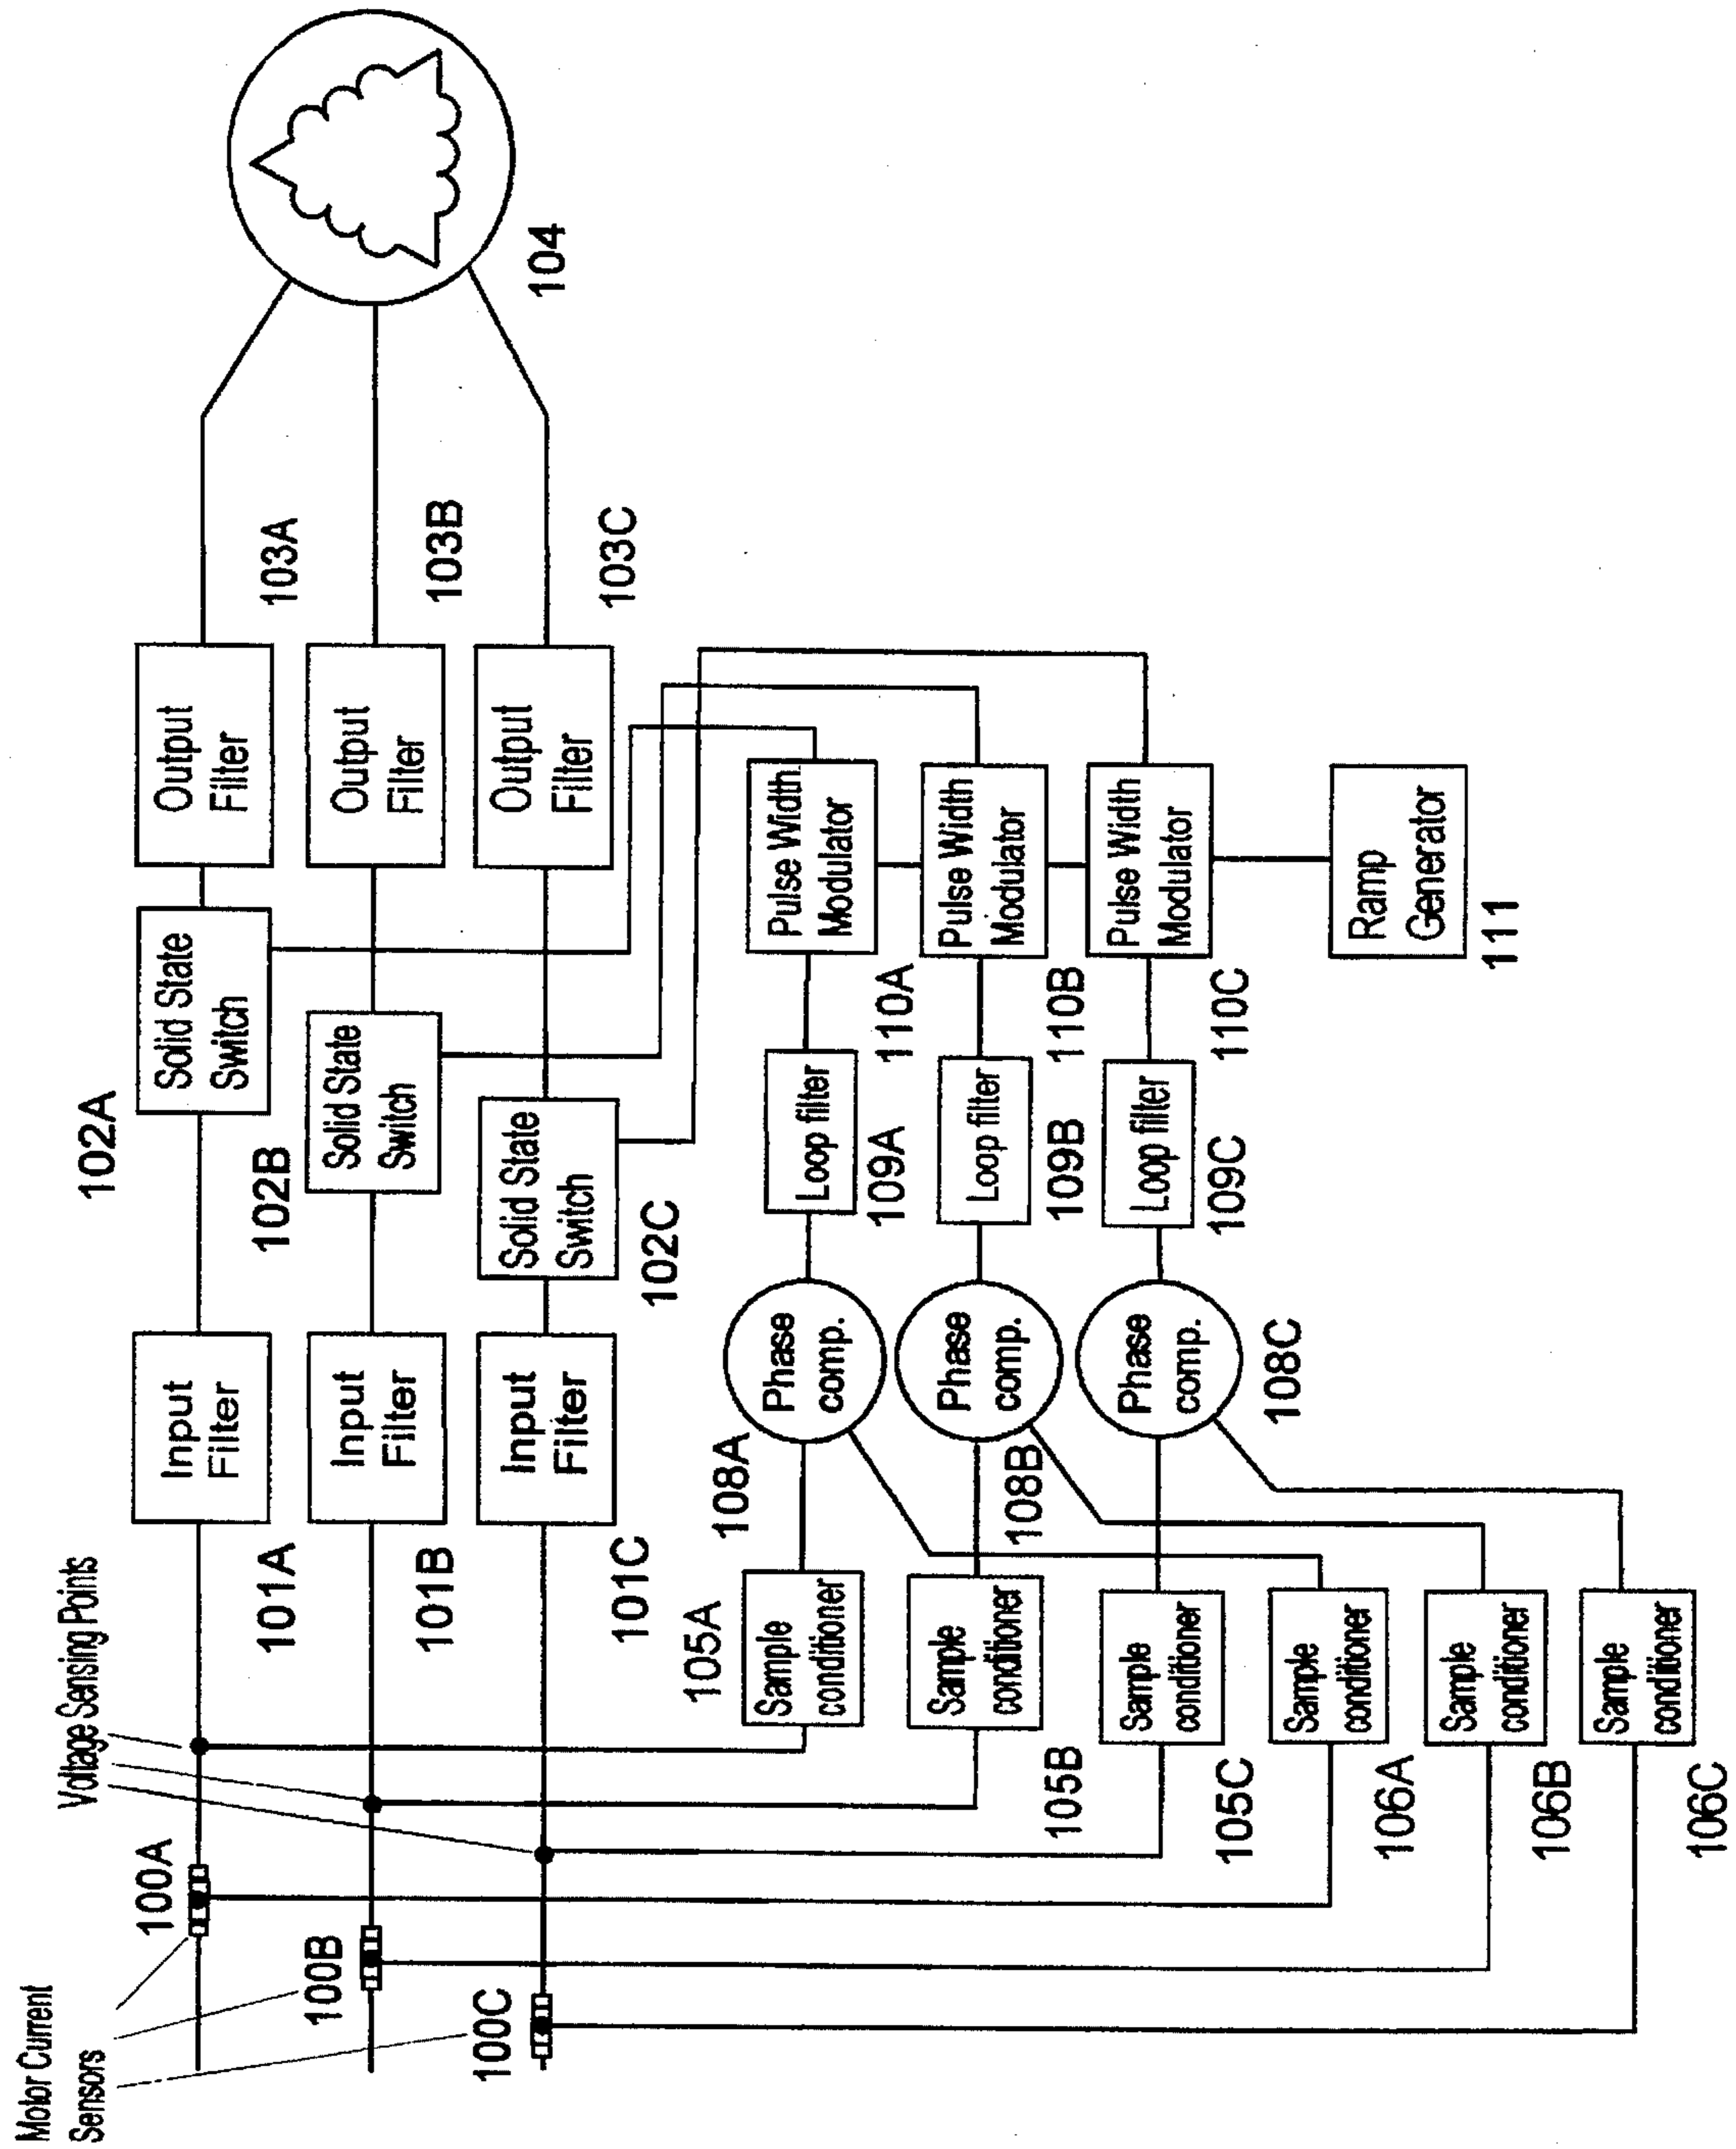 Motor Current
Sensors
100A
100B
100C
Voltage Sensing Points
101A
101B
101C
Input
Filter
Input
Filter
Input
Filter
102A
102B
102C
Solid State
Switch
Solid State
Switch
Solid State
Switch
Output
Filter
Output
Filter
Output
Filter
103A
103B
103C
104
105A
Sample
conditioner
105B
Sample
conditioner
105C
Sample
conditioner
106A
Sample
conditioner
106B
Sample
conditioner
106C
Sample
conditioner
108A
Phase
comp.
108B
Phase
comp.
108C
Phase
comp.
109A
Loop filter
109B
Loop filter
109C
Loop filter
110A
Pulse Width
Modulator
110B
Pulse Width
Modulator
110C
Pulse Width
Modulator
Ramp
Generator
111